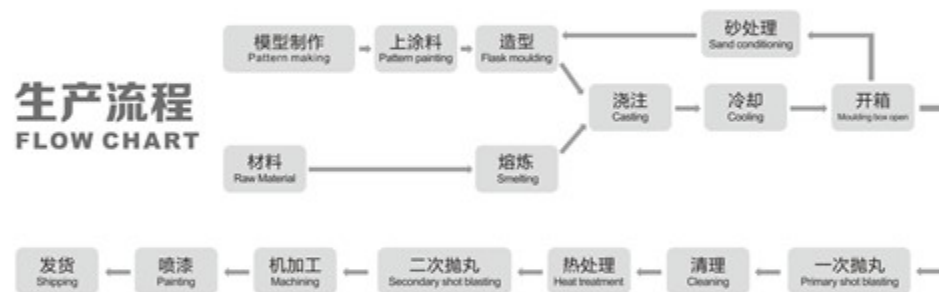 生产流程
FLOW CHART
模型制作
Pattern making
上涂料
Pattern painting
造型
Flask moulding
砂处理
Sand conditioning
浇注
Casting
冷却
Cooling
开箱
Moulding box open
材料
Raw Material
熔炼
Smelting
发货
Shipping
喷漆
Painting
机加工
Machining
二次抛丸
Secondary shot blasting
热处理
Heat treatment
清理
Cleaning
一次抛丸
Primary shot blasting